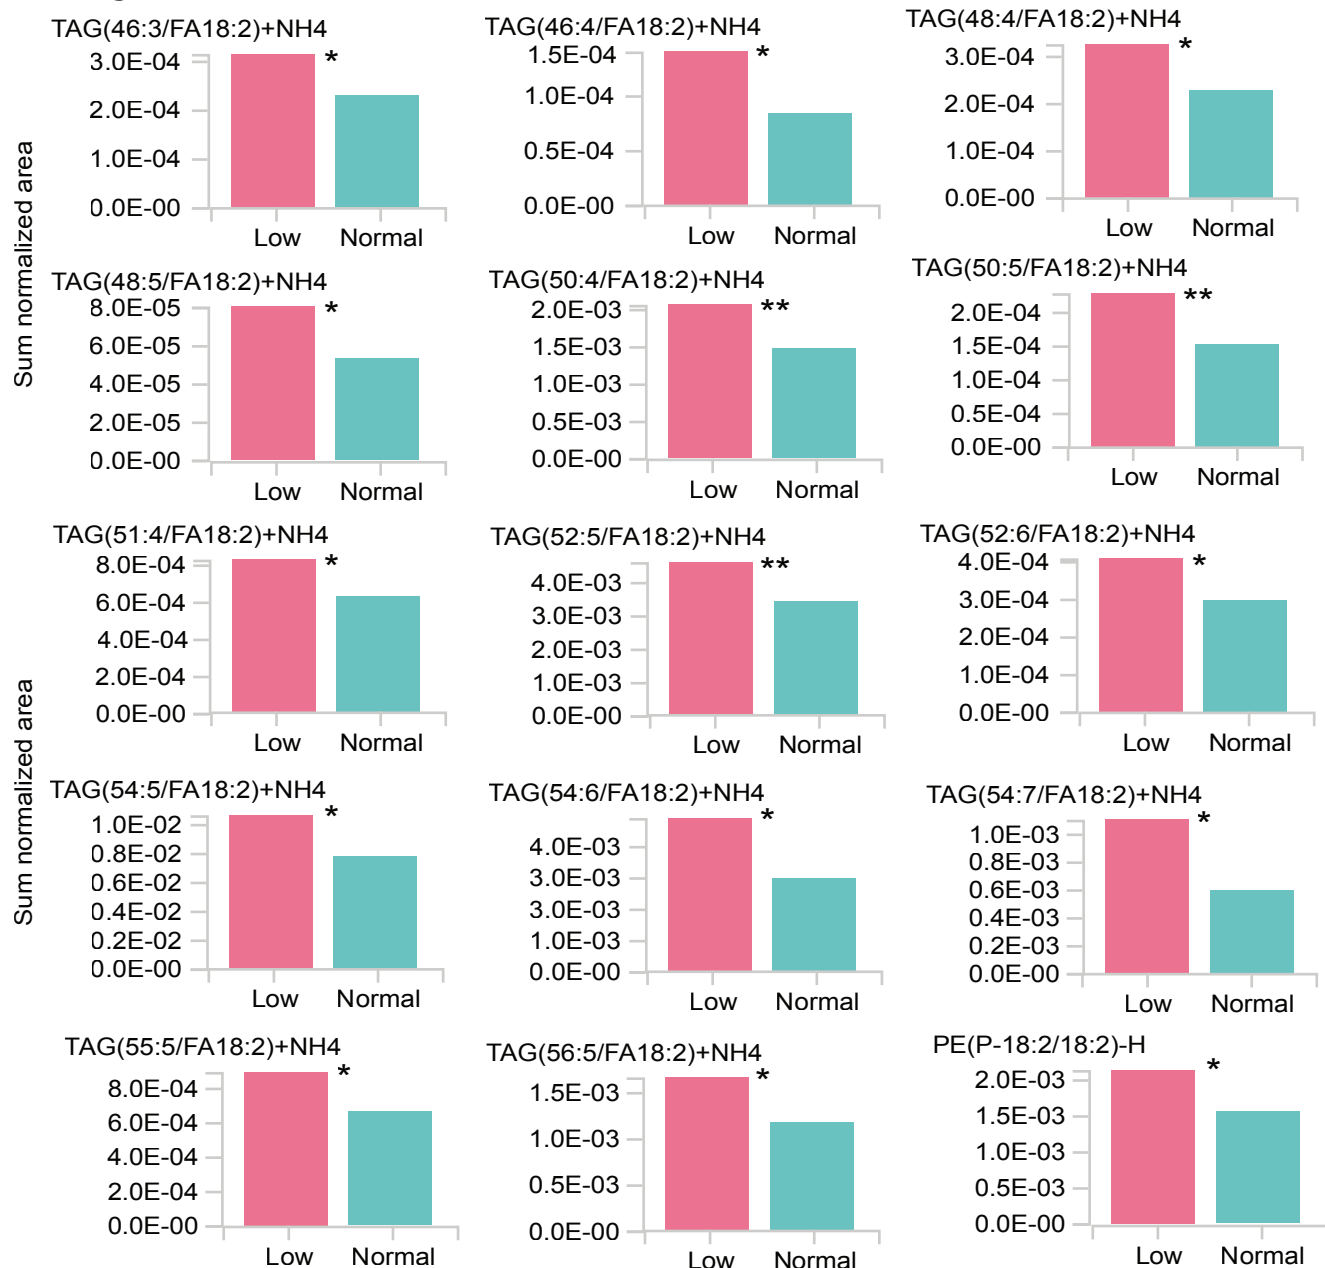 TAG(46:3/FA18:2)+NH4
3.0E-04
2.0E-04
1.0E-04
0.0E-00
*
Low Normal
TAG(46:4/FA18:2)+NH4
1.5E-04
1.0E-04
0.5E-04
0.0E-00
*
Low Normal
TAG(48:4/FA18:2)+NH4
3.0E-04
2.0E-04
1.0E-04
0.0E-00
*
Low Normal
Sum normalized area
TAG(48:5/FA18:2)+NH4
8.0E-05
6.0E-05
4.0E-05
2.0E-05
0.0E-00
*
Low Normal
TAG(50:4/FA18:2)+NH4
2.0E-03
1.5E-03
1.0E-03
0.5E-03
0.0E-00
**
Low Normal
TAG(50:5/FA18:2)+NH4
2.0E-04
1.5E-04
1.0E-04
0.5E-04
0.0E-00
**
Low Normal
TAG(51:4/FA18:2)+NH4
8.0E-04
6.0E-04
4.0E-04
2.0E-04
0.0E-00
*
Low Normal
TAG(52:5/FA18:2)+NH4
4.0E-03
3.0E-03
2.0E-03
1.0E-03
0.0E-00
**
Low Normal
TAG(52:6/FA18:2)+NH4
4.0E-04
3.0E-04
2.0E-04
1.0E-04
0.0E-00
*
Low Normal
Sum normalized area
TAG(54:5/FA18:2)+NH4
1.0E-02
0.8E-02
0.6E-02
0.4E-02
0.2E-02
0.0E-00
*
Low Normal
TAG(54:6/FA18:2)+NH4
4.0E-03
3.0E-03
3.0E-03
1.0E-03
0.0E-00
*
Low Normal
TAG(54:7/FA18:2)+NH4
1.0E-03
0.8E-03
0.6E-03
0.4E-03
0.2E-03
0.0E-00
*
Low Normal
TAG(55:5/FA18:2)+NH4
8.0E-04
6.0E-04
4.0E-04
2.0E-04
0.0E-00
*
Low Normal
TAG(56:5/FA18:2)+NH4
1.5E-03
1.0E-03
0.5E-03
0.0E-00
*
Low Normal
PE(P-18:2/18:2)-H
2.0E-03
1.5E-03
1.0E-03
0.5E-03
0.0E-00
*
Low Normal